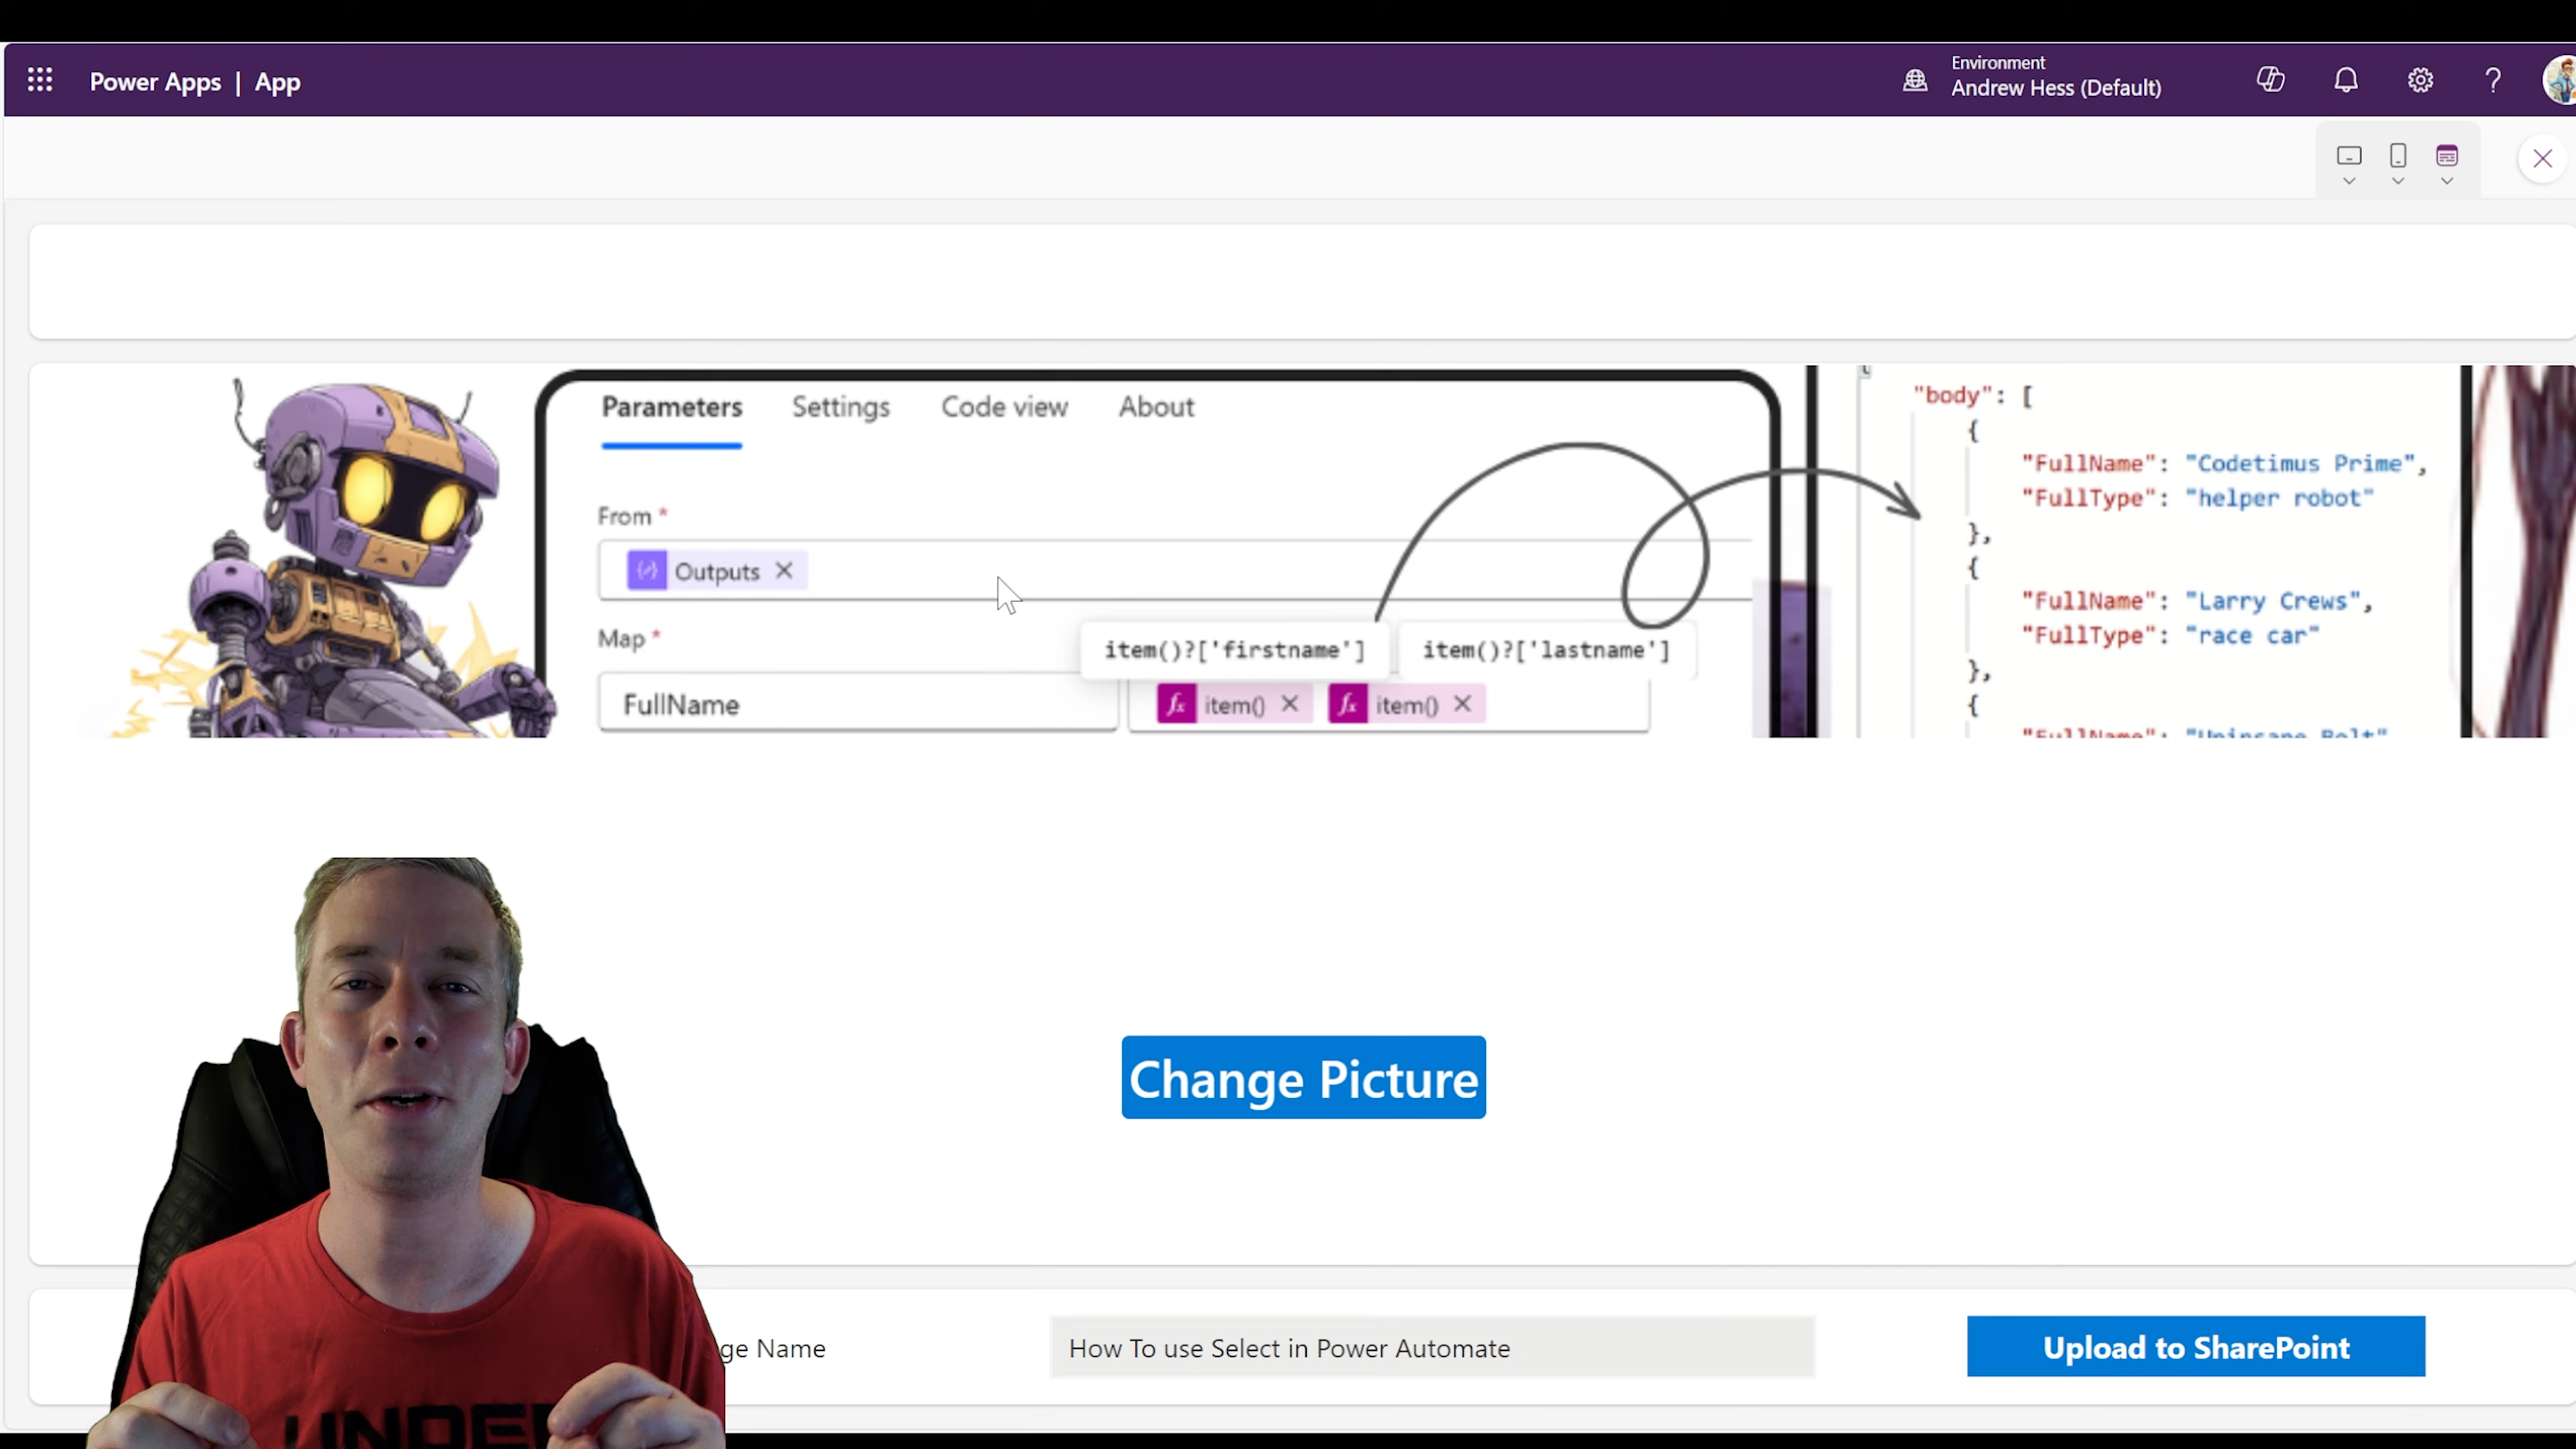 Power Apps | App
Environment
Andrew Hess (Default)
Parameters Settings Code view About
From *
Outputs
Map *
item()?['firstname'] item()?['lastname']
FullName
fx item() fx item()
"body": [
{
"FullName": "Codetimus Prime",
"FullType": "helper robot"
},
{
"FullName": "Larry Crews",
"FullType": "race car"
},
{
Change Picture
ge Name
How To use Select in Power Automate
Upload to SharePoint